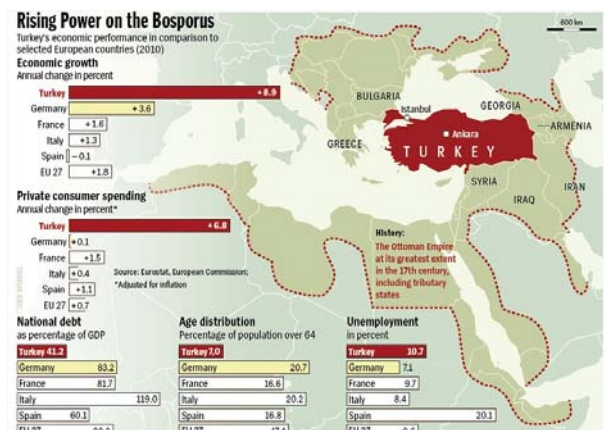 Rising Power on the Bosporus
Turkey's economic performance in comparison to
selected European countries (2010)
Economic growth
Annual change in percent
Turkey +8.9
Germany +3.6
France +1.6
Italy +1.3
Spain -0.1
EU 27 +1.8
Private consumer spending
Annual change in percent*
Turkey +6.8
Germany +0.1
France +1.5
Italy +0.4
Spain +1.1
EU 27 +0.7
Source: Eurostat, European Commission;
*Adjusted for inflation
600 km
BULGARIA
Istanbul
GEORGIA
ARMENIA
Ankara
GREECE
TURKEY
SYRIA
IRAQ
IRAN
History:
The Ottoman Empire
at its greatest extent
in the 17th century,
including tributary
states
National debt
as percentage of GDP
Turkey 41.2
Germany 83.2
France 81.7
Italy 119.0
Spain 60.1
EU 27
Age distribution
Percentage of population over 64
Turkey 7,0
Germany 20.7
France 16.6
Italy 20.2
Spain 16.8
EU 27
Unemployment
in percent
Turkey 10.7
Germany 7.1
France 9.7
Italy 8.4
Spain 20.1
EU 27